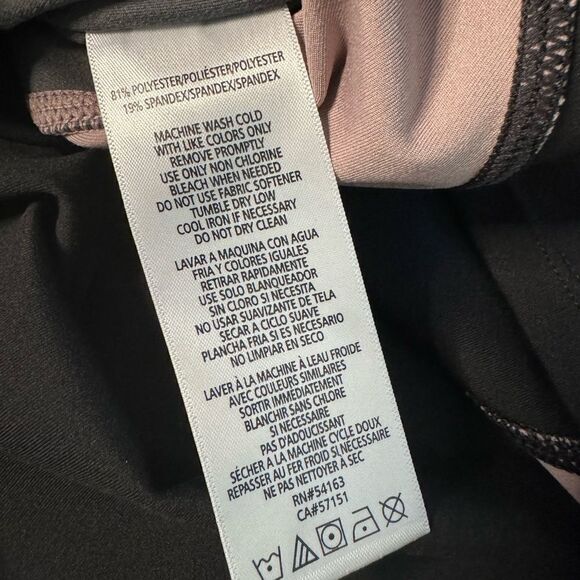 81% POLYESTER/POLIÉSTER/POLYESTER
19% SPANDEX/SPANDEX/SPANDEX
MACHINE WASH COLD
WITH LIKE COLORS ONLY
REMOVE PROMPTLY
USE ONLY NON CHLORINE
BLEACH WHEN NEEDED
DO NOT USE FABRIC SOFTENER
TUMBLE DRY LOW
COOL IRON IF NECESSARY
DO NOT DRY CLEAN
LAVAR A MAQUINA CON AGUA
FRIA Y COLORES IGUALES
RETIRAR RAPIDAMENTE
USE SOLO BLANQUEADOR
SIN CLORO SI NECESITA
NO USAR SUAVIZANTE DE TELA
SECAR A CICLO SUAVE
PLANCHA FRIA SI ES NECESARIO
NO LIMPIAR EN SECO
LAVER À LA MACHINE À LEAU FROIDE
AVEC COULEURS SIMILAIRES
SORTIR IMMÉDIATEMENT
BLANCHIR SANS CHLORE
SI NECESSAIRE
PAS D'ADOUCISSANT
SÉCHER A LA MACHINE CYCLE DOUX
REPASSER AU FER FROID SI NÉCESSAIRE
NE PAS NETTOYER À SEC
RN#54163
CA#57151